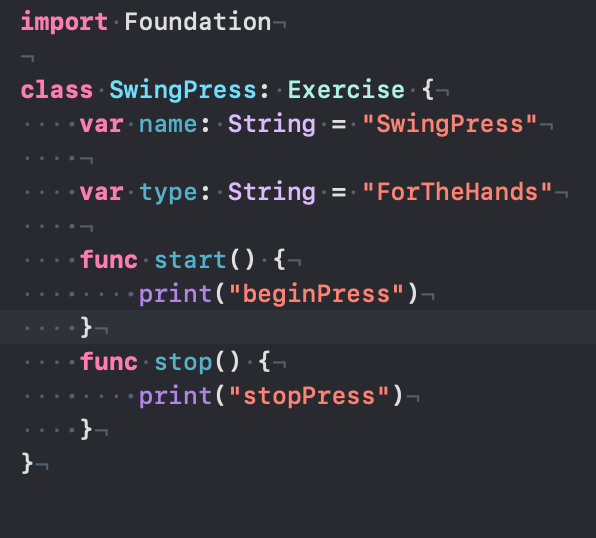 import Foundation
class SwingPress: Exercise {
    var name: String = "SwingPress"
    var type: String = "ForTheHands"
    func start() {
        print("beginPress")
    }
    func stop() {
        print("stopPress")
    }
}